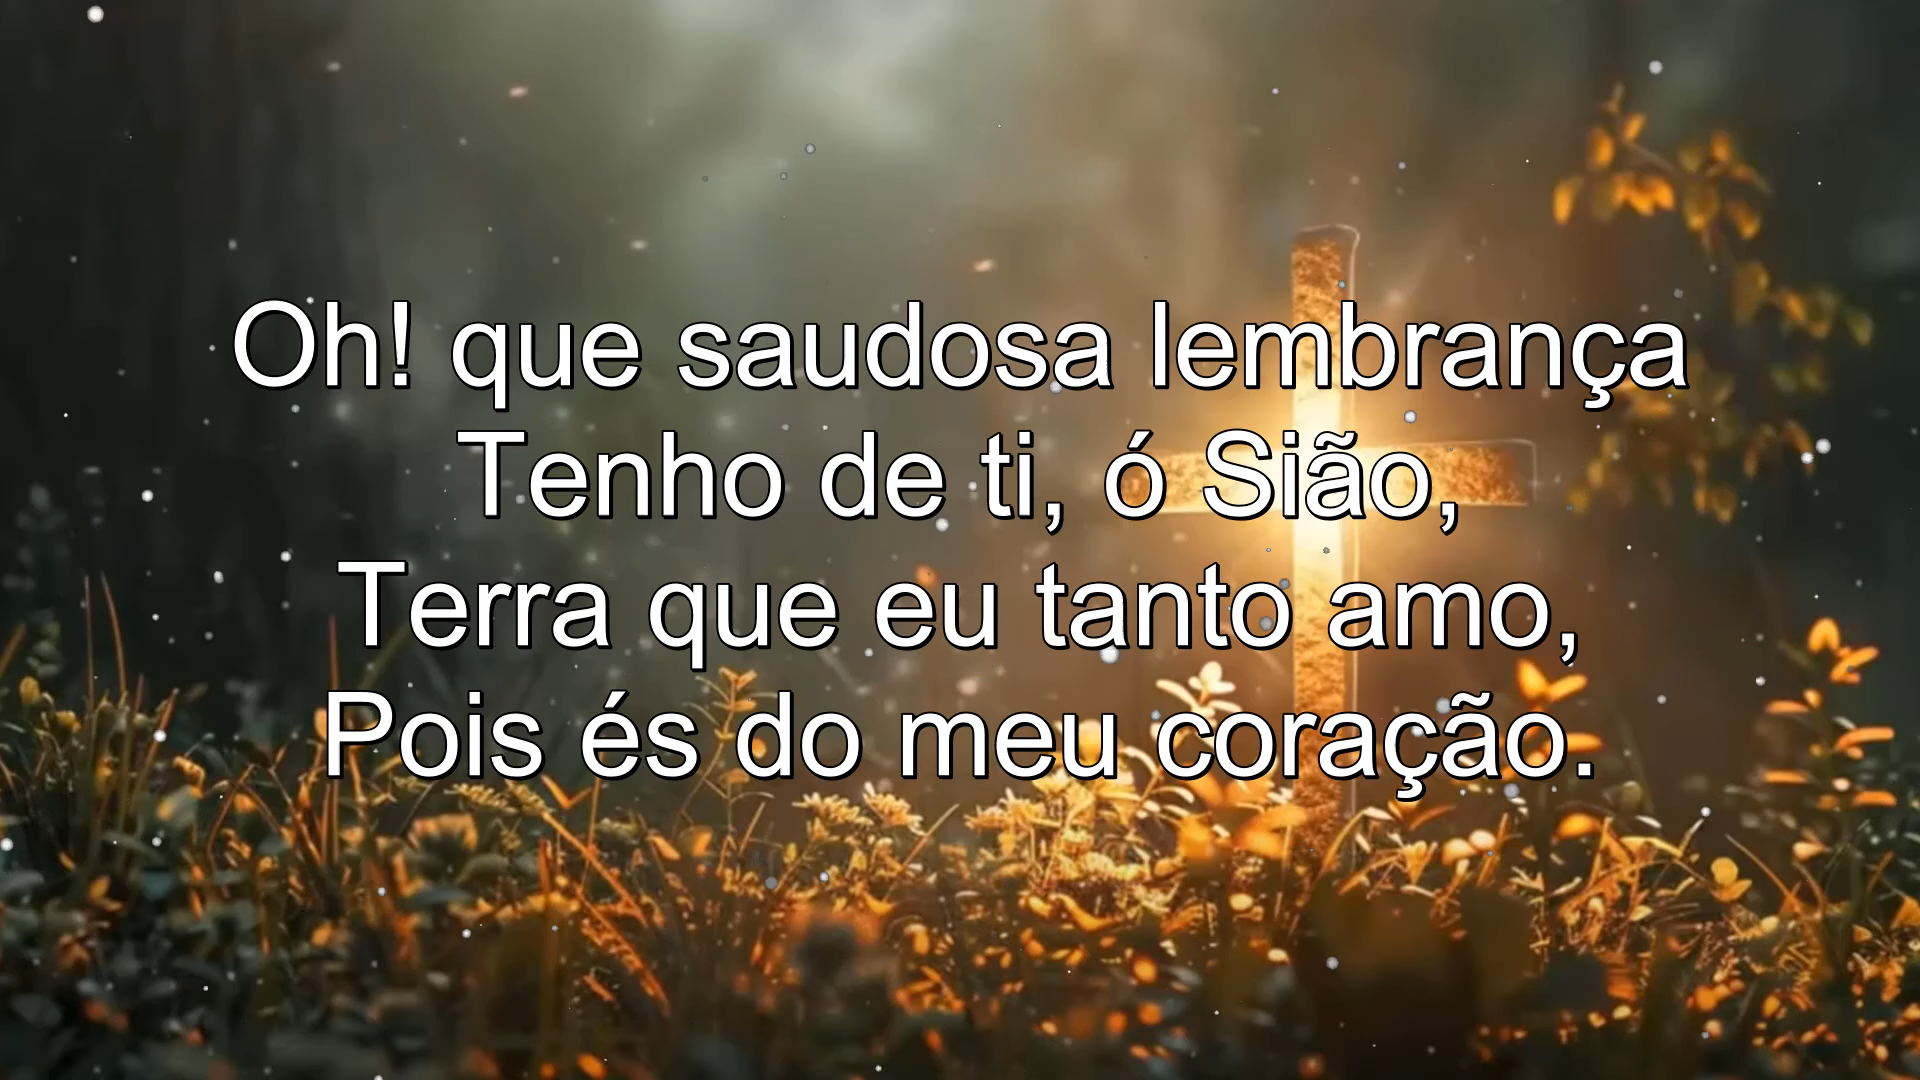 Oh! que saudosa lembrança
Tenho de ti, ó Sião,
Terra que eu tanto amo,
Pois és do meu coração.